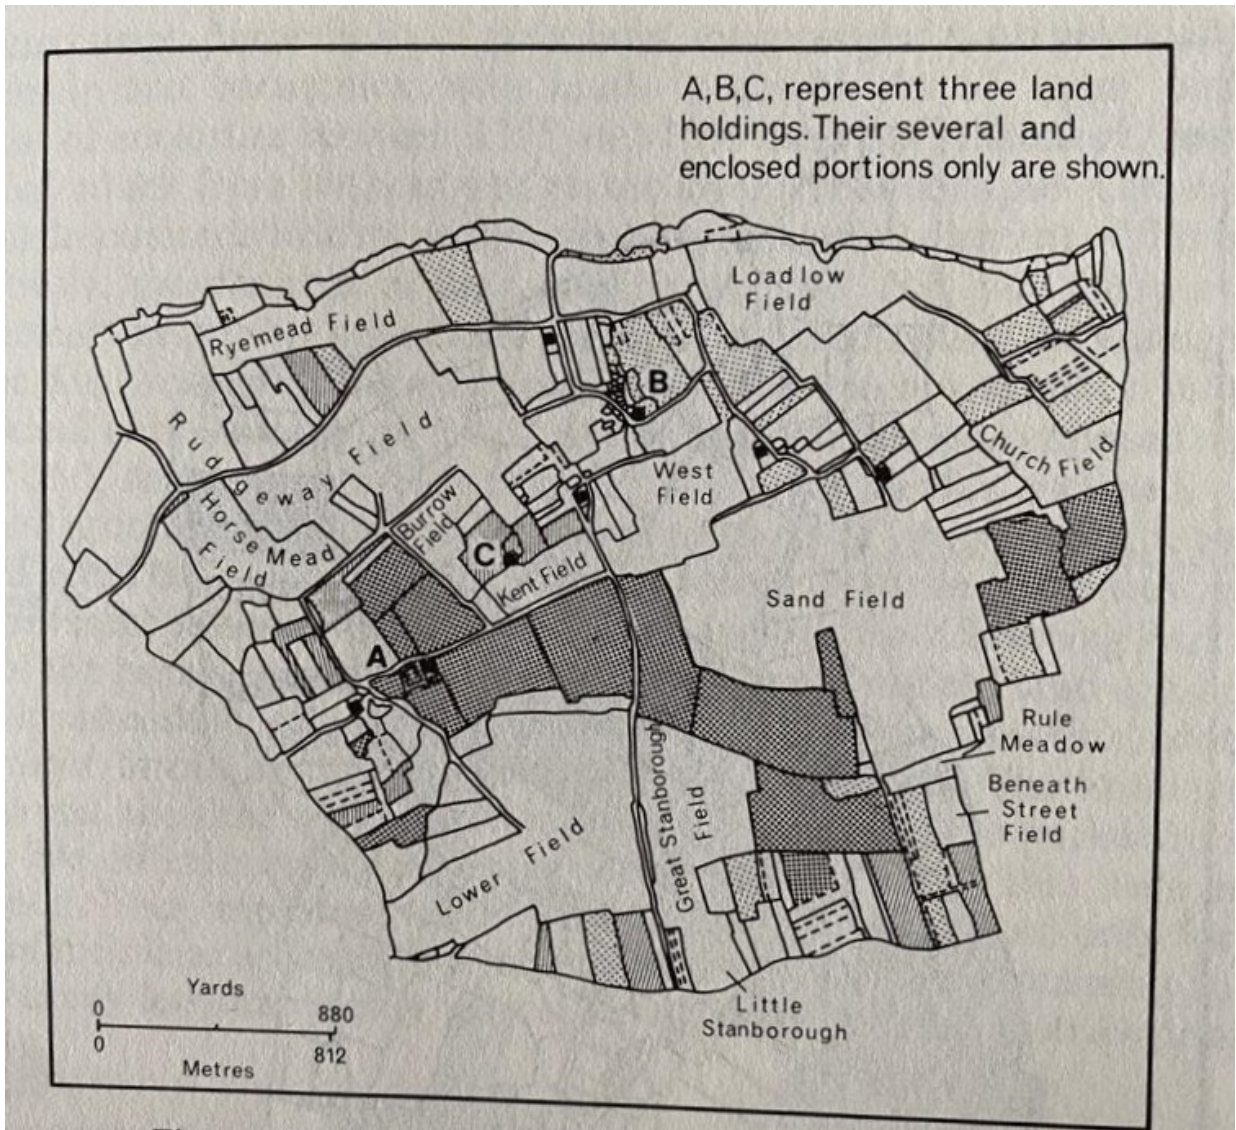 A,B,C, represent three land
holdings. Their several and
enclosed portions only are shown.
Loadlow
Field
Ryemead Field
B
Rudgeway Field
Church Field
West
Field
Horse Mead
Field
Burrow
Field
C
Kent Field
Sand Field
A
Rule
Meadow
Beneath
Street
Field
Great Stanborough
Field
Lower Field
Little
Stanborough
Yards
0 880
0 812
Metres